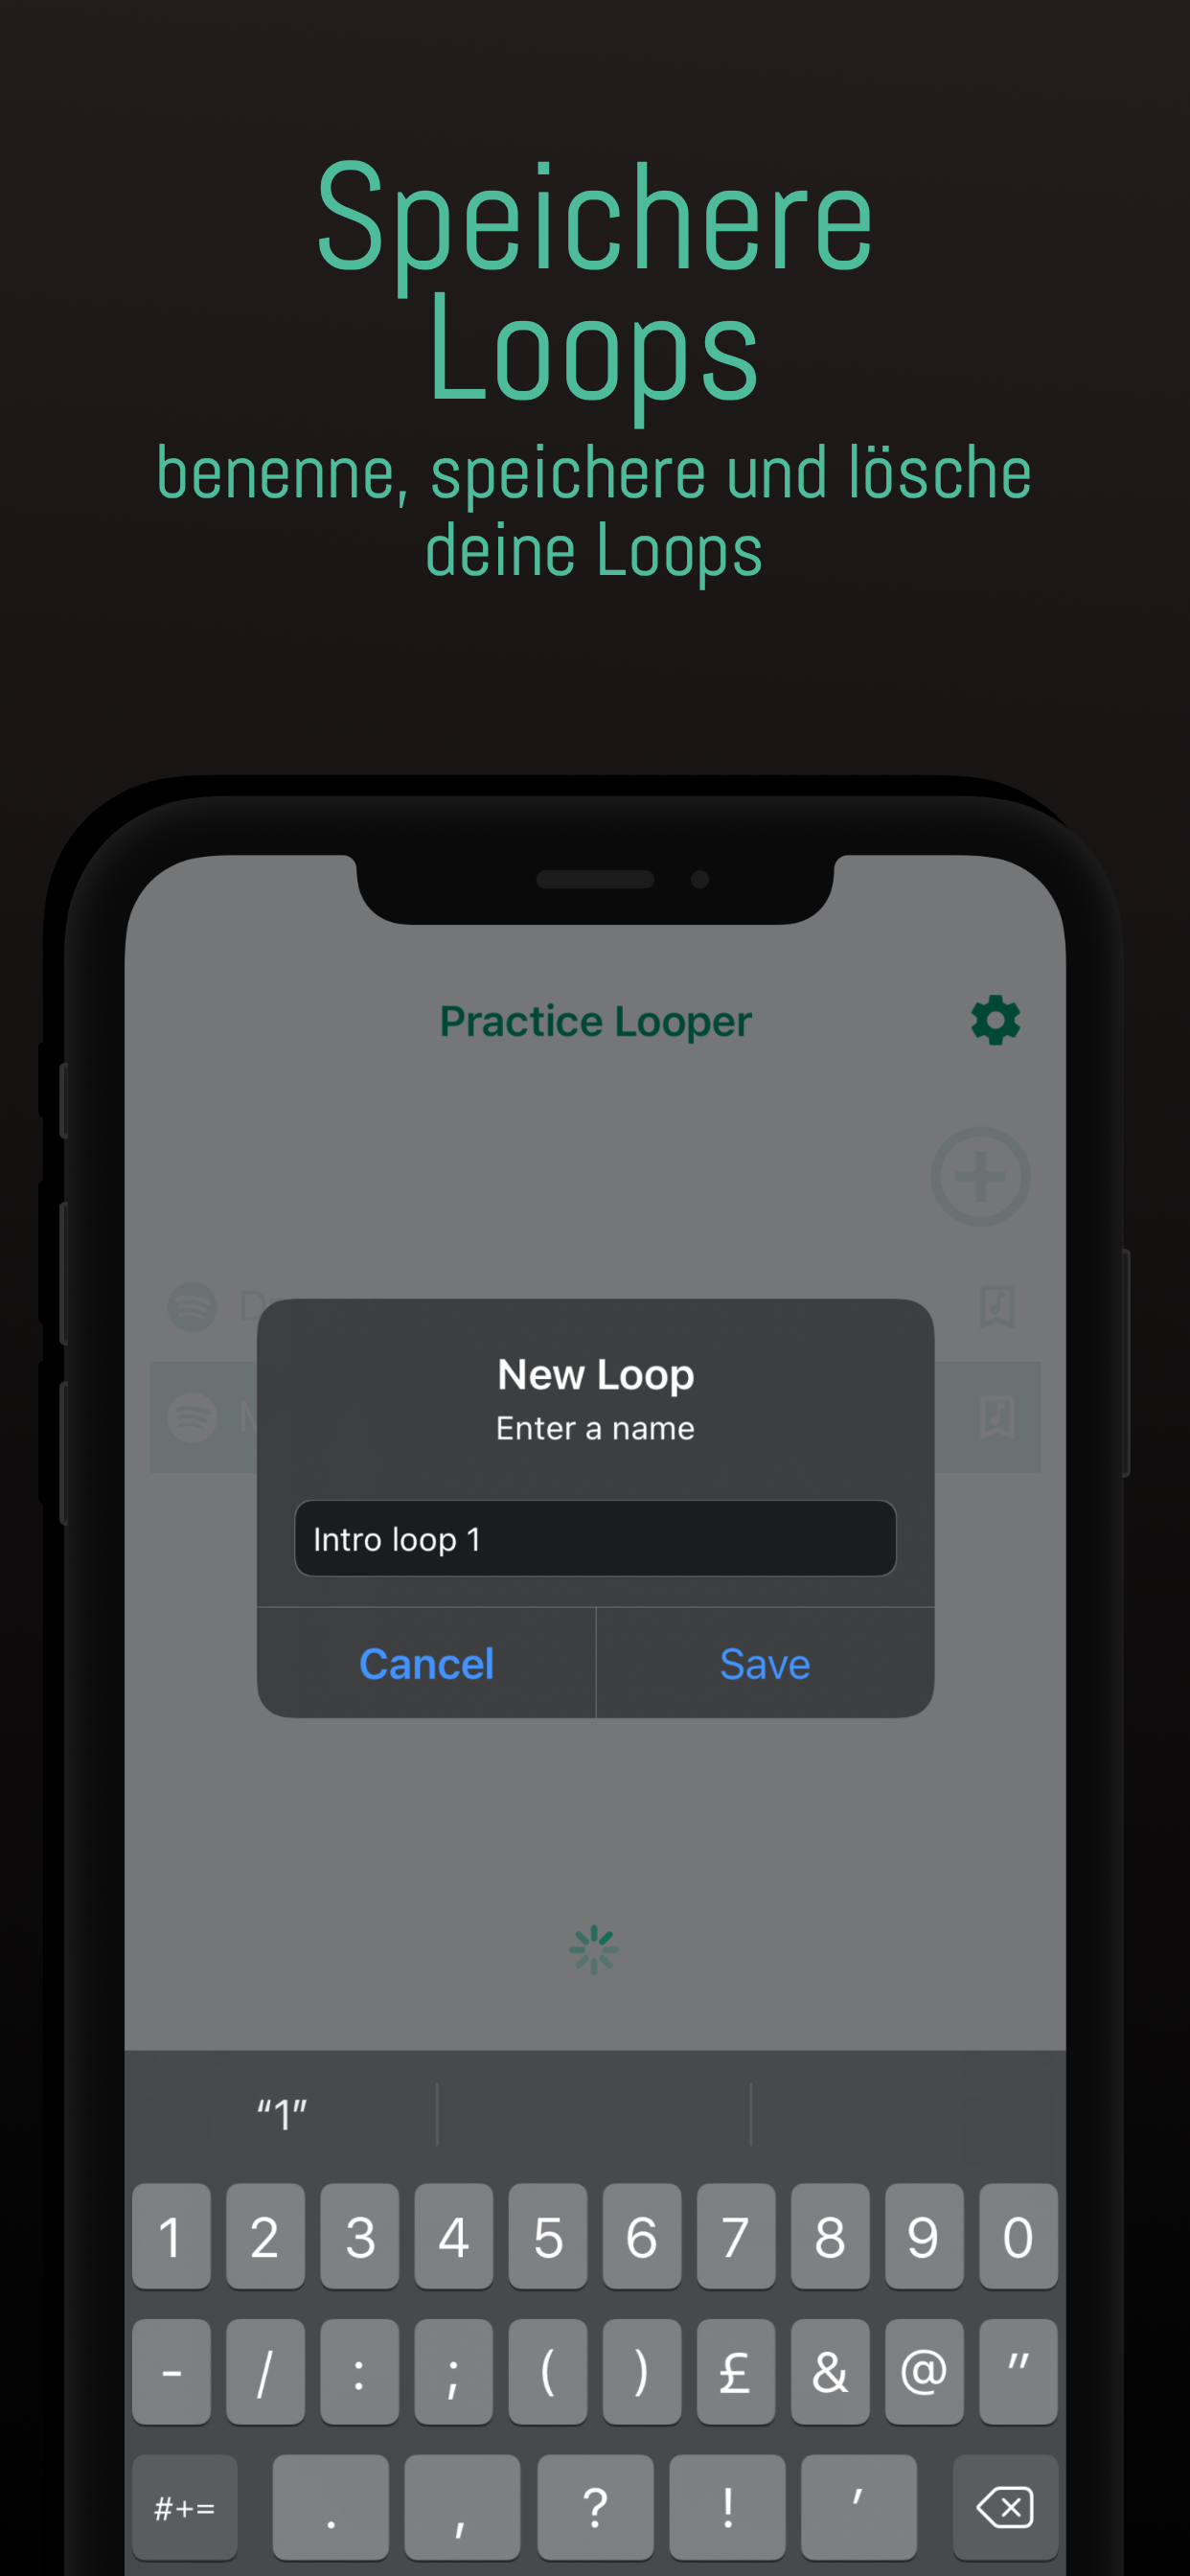 Speichere
Loops
benenne, speichere und lösche
deine Loops
Practice Looper
New Loop
Enter a name
Intro loop 1
Cancel Save
“1”
1 2 3 4 5 6 7 8 9 0
- / : ; ( ) £ & @ "
#+= . , ? ! '